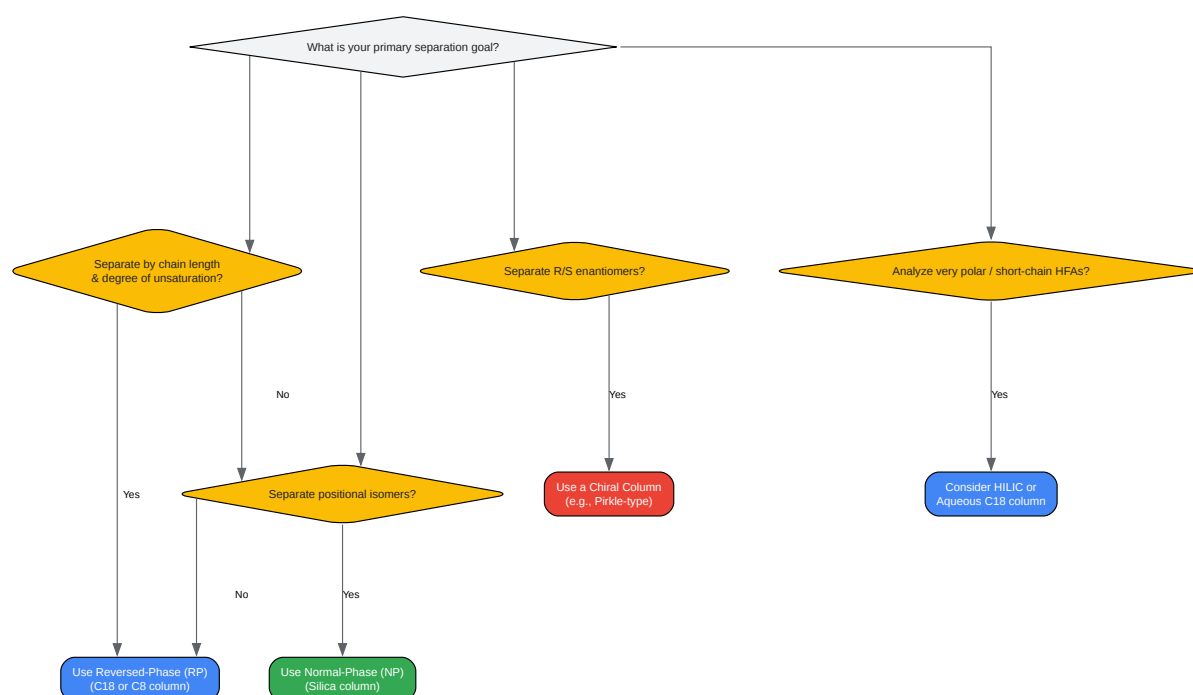 What is your primary separation goal?
Separate by chain length
& degree of unsaturation?
Separate R/S enantiomers?
Analyze very polar / short-chain HFAs?
No
Yes
Yes
Use a Chiral Column
(e.g., Pirkle-type)
Consider HILIC or
Aqueous C18 column
Yes
Separate positional isomers?
No
Yes
Use Reversed-Phase (RP)
(C18 or C8 column)
Use Normal-Phase (NP)
(Silica column)